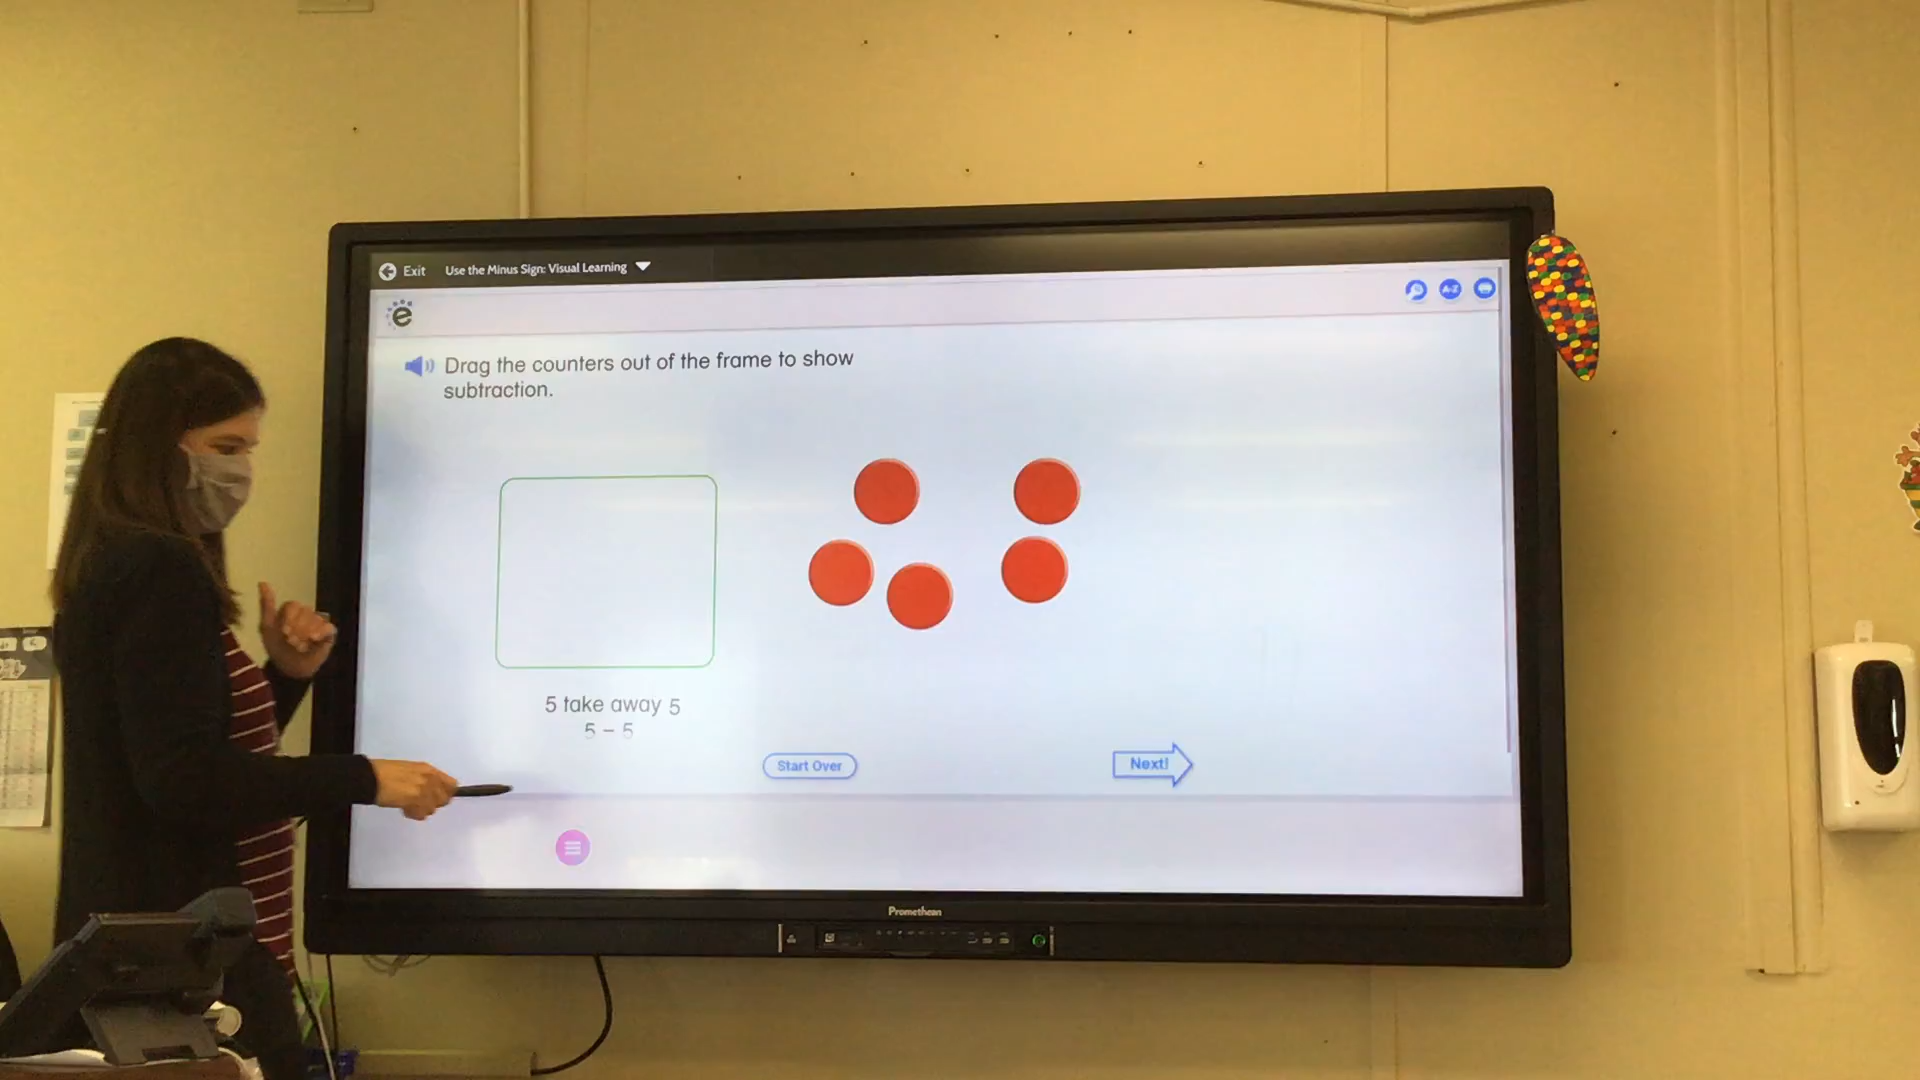 Exit Use the Minus Sign: Visual Learning
e
A-Z
Drag the counters out of the frame to show
subtraction.
5 take away 5
5 – 5
Start Over
Next!
Promethean